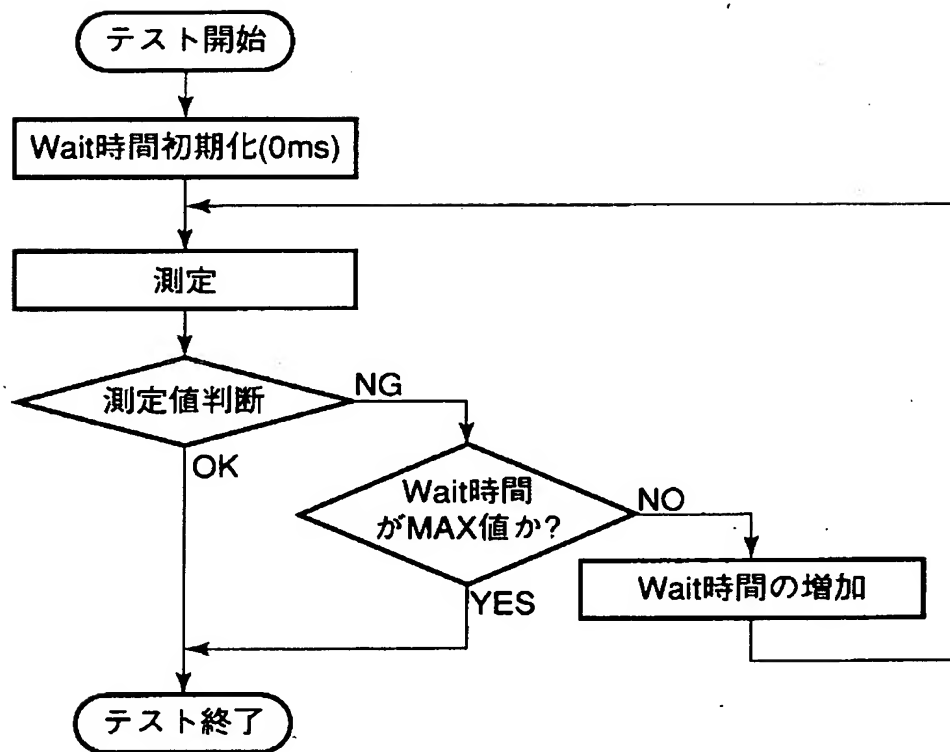 テスト開始
Wait時間初期化(0ms)
測定
測定値判断
NG
OK
Wait時間
がMAX値か?
NO
YES
Wait時間の増加
テスト終了